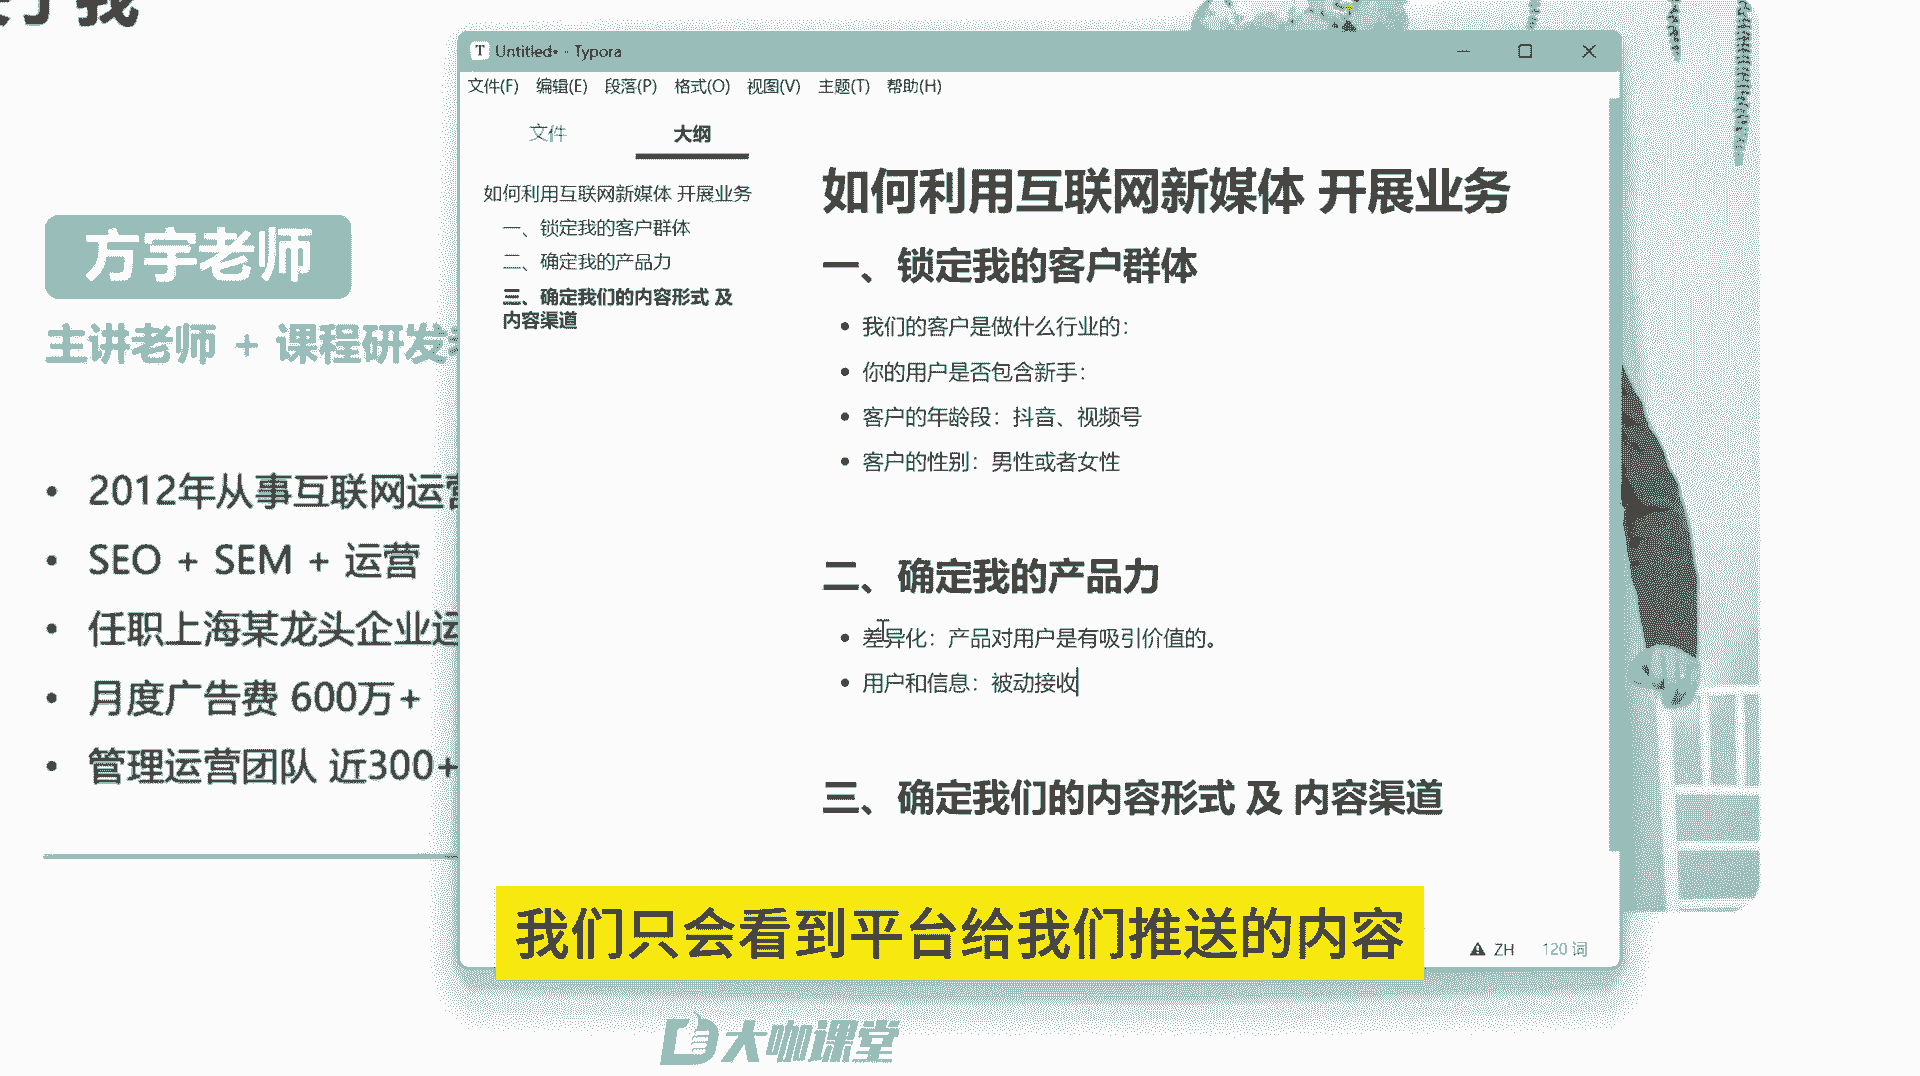 我
Untitled• - Typora
文件(F) 编辑(E) 段落(P) 格式(O) 视图(V) 主题(T) 帮助(H)
文件 大纲
如何利用互联网新媒体 开展业务
一、锁定我的客户群体
二、确定我的产品力
三、确定我们的内容形式 及
内容渠道
如何利用互联网新媒体 开展业务
一、锁定我的客户群体
• 我们的客户是做什么行业的：
• 你的用户是否包含新手：
• 客户的年龄段：抖音、视频号
• 客户的性别：男性或者女性
二、确定我的产品力
• 差异化：产品对用户是有吸引价值的。
• 用户和信息：被动接收
三、确定我们的内容形式 及 内容渠道
ZH 120 词
方宇老师
主讲老师 + 课程研发
• 2012年从事互联网运营
• SEO + SEM + 运营
• 任职上海某龙头企业运
• 月度广告费 600万+
• 管理运营团队 近300+
我们只会看到平台给我们推送的内容
大咖课堂